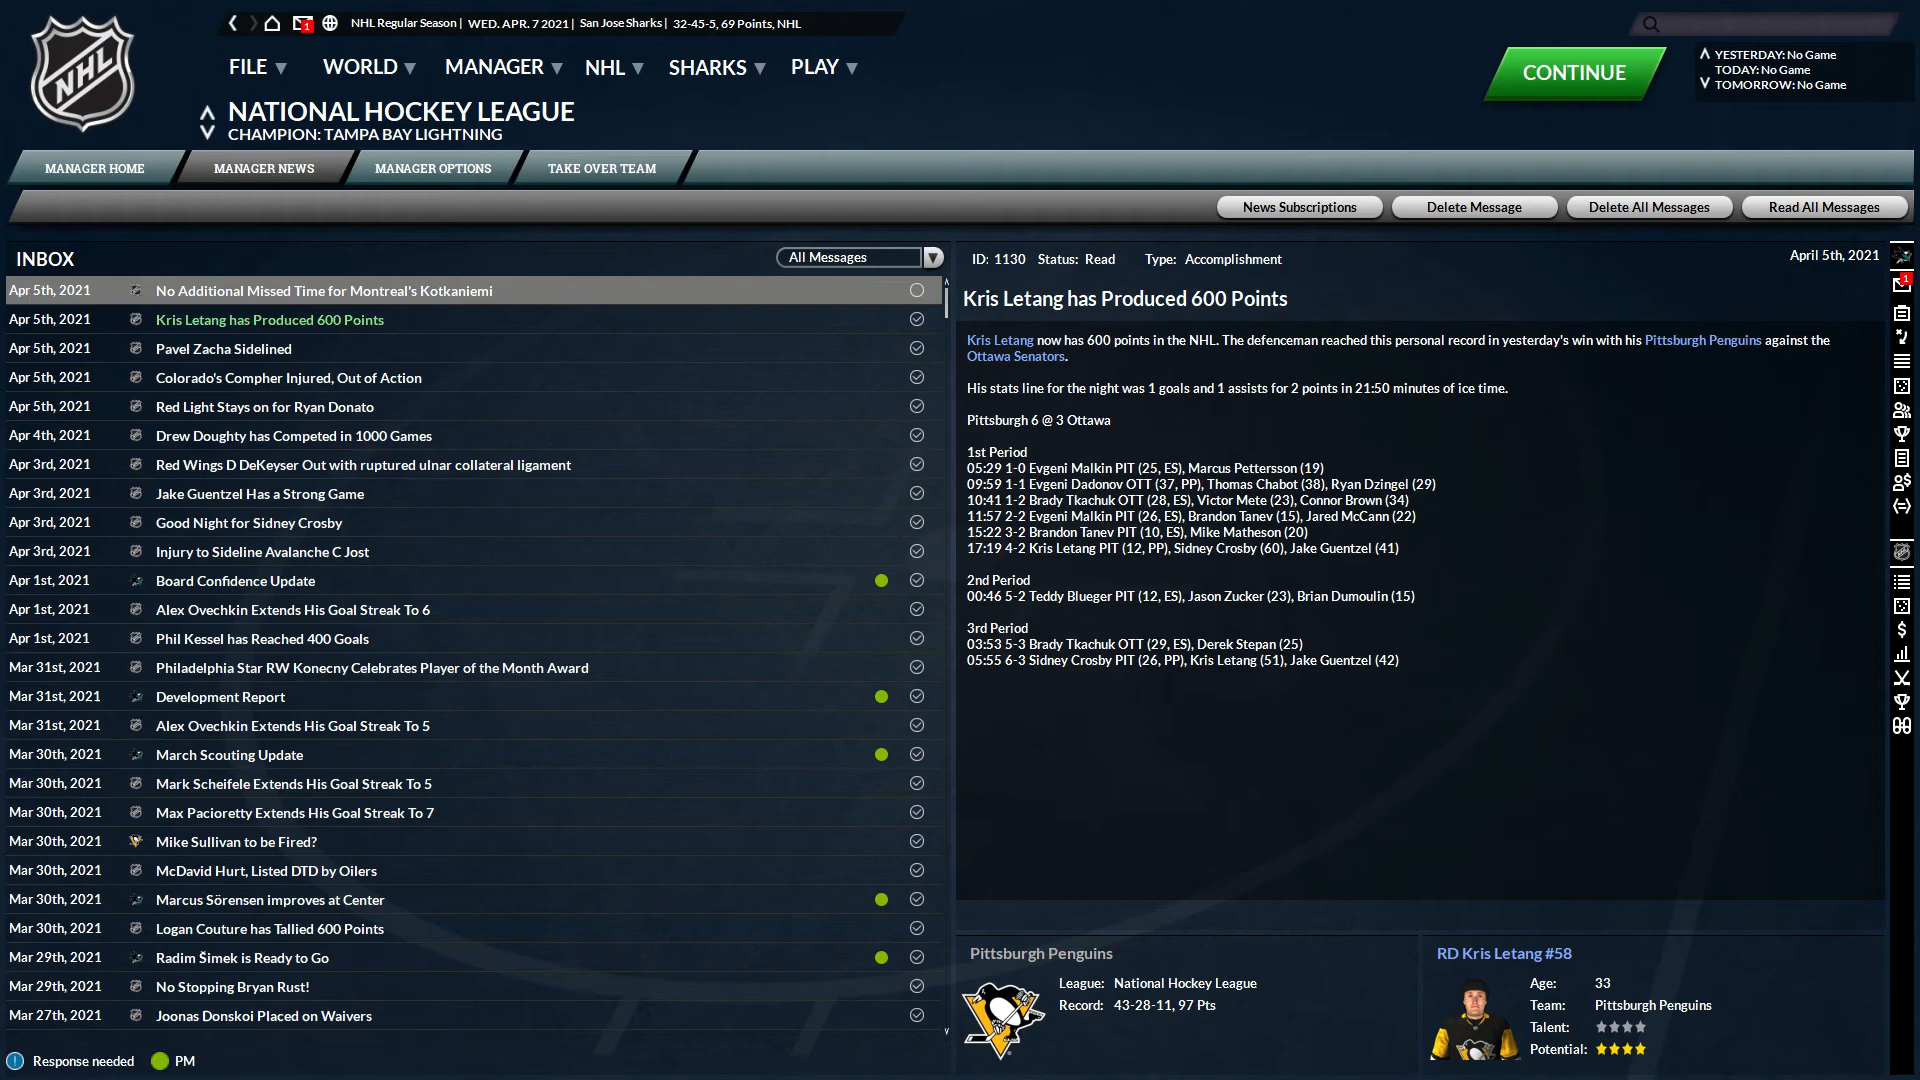 NHL Regular Season | WED. APR. 7 2021 | San Jose Sharks | 32-45-5, 69 Points, NHL
FILE WORLD MANAGER NHL SHARKS PLAY
CONTINUE
YESTERDAY: No Game
TODAY: No Game
TOMORROW: No Game
NHL
NATIONAL HOCKEY LEAGUE
CHAMPION: TAMPA BAY LIGHTNING
MANAGER HOME MANAGER NEWS MANAGER OPTIONS TAKE OVER TEAM
News Subscriptions Delete Message Delete All Messages Read All Messages
INBOX All Messages
Apr 5th, 2021 No Additional Missed Time for Montreal's Kotkaniemi
Apr 5th, 2021 Kris Letang has Produced 600 Points
Apr 5th, 2021 Pavel Zacha Sidelined
Apr 5th, 2021 Colorado's Compher Injured, Out of Action
Apr 5th, 2021 Red Light Stays on for Ryan Donato
Apr 4th, 2021 Drew Doughty has Competed in 1000 Games
Apr 3rd, 2021 Red Wings D DeKeyser Out with ruptured ulnar collateral ligament
Apr 3rd, 2021 Jake Guentzel Has a Strong Game
Apr 3rd, 2021 Good Night for Sidney Crosby
Apr 3rd, 2021 Injury to Sideline Avalanche C Jost
Apr 1st, 2021 Board Confidence Update
Apr 1st, 2021 Alex Ovechkin Extends His Goal Streak To 6
Apr 1st, 2021 Phil Kessel has Reached 400 Goals
Mar 31st, 2021 Philadelphia Star RW Konecny Celebrates Player of the Month Award
Mar 31st, 2021 Development Report
Mar 31st, 2021 Alex Ovechkin Extends His Goal Streak To 5
Mar 30th, 2021 March Scouting Update
Mar 30th, 2021 Mark Scheifele Extends His Goal Streak To 5
Mar 30th, 2021 Max Pacioretty Extends His Goal Streak To 7
Mar 30th, 2021 Mike Sullivan to be Fired?
Mar 30th, 2021 McDavid Hurt, Listed DTD by Oilers
Mar 30th, 2021 Marcus Sörensen improves at Center
Mar 30th, 2021 Logan Couture has Tallied 600 Points
Mar 29th, 2021 Radim Šimek is Ready to Go
Mar 29th, 2021 No Stopping Bryan Rust!
Mar 27th, 2021 Joonas Donskoi Placed on Waivers
Response needed PM
ID: 1130 Status: Read Type: Accomplishment April 5th, 2021
Kris Letang has Produced 600 Points
Kris Letang now has 600 points in the NHL. The defenceman reached this personal record in yesterday's win with his Pittsburgh Penguins against the
Ottawa Senators.
His stats line for the night was 1 goals and 1 assists for 2 points in 21:50 minutes of ice time.
Pittsburgh 6 @ 3 Ottawa
1st Period
05:29 1-0 Evgeni Malkin PIT (25, ES), Marcus Pettersson (19)
09:59 1-1 Evgeni Dadonov OTT (37, PP), Thomas Chabot (38), Ryan Dzingel (29)
10:41 1-2 Brady Tkachuk OTT (28, ES), Victor Mete (23), Connor Brown (34)
11:57 2-2 Evgeni Malkin PIT (26, ES), Brandon Tanev (15), Jared McCann (22)
15:22 3-2 Brandon Tanev PIT (10, ES), Mike Matheson (20)
17:19 4-2 Kris Letang PIT (12, PP), Sidney Crosby (60), Jake Guentzel (41)
2nd Period
00:46 5-2 Teddy Blueger PIT (12, ES), Jason Zucker (23), Brian Dumoulin (15)
3rd Period
03:53 5-3 Brady Tkachuk OTT (29, ES), Derek Stepan (25)
05:55 6-3 Sidney Crosby PIT (26, PP), Kris Letang (51), Jake Guentzel (42)
Pittsburgh Penguins
League: National Hockey League
Record: 43-28-11, 97 Pts
RD Kris Letang #58
Age: 33
Team: Pittsburgh Penguins
Talent:
Potential:
1
1